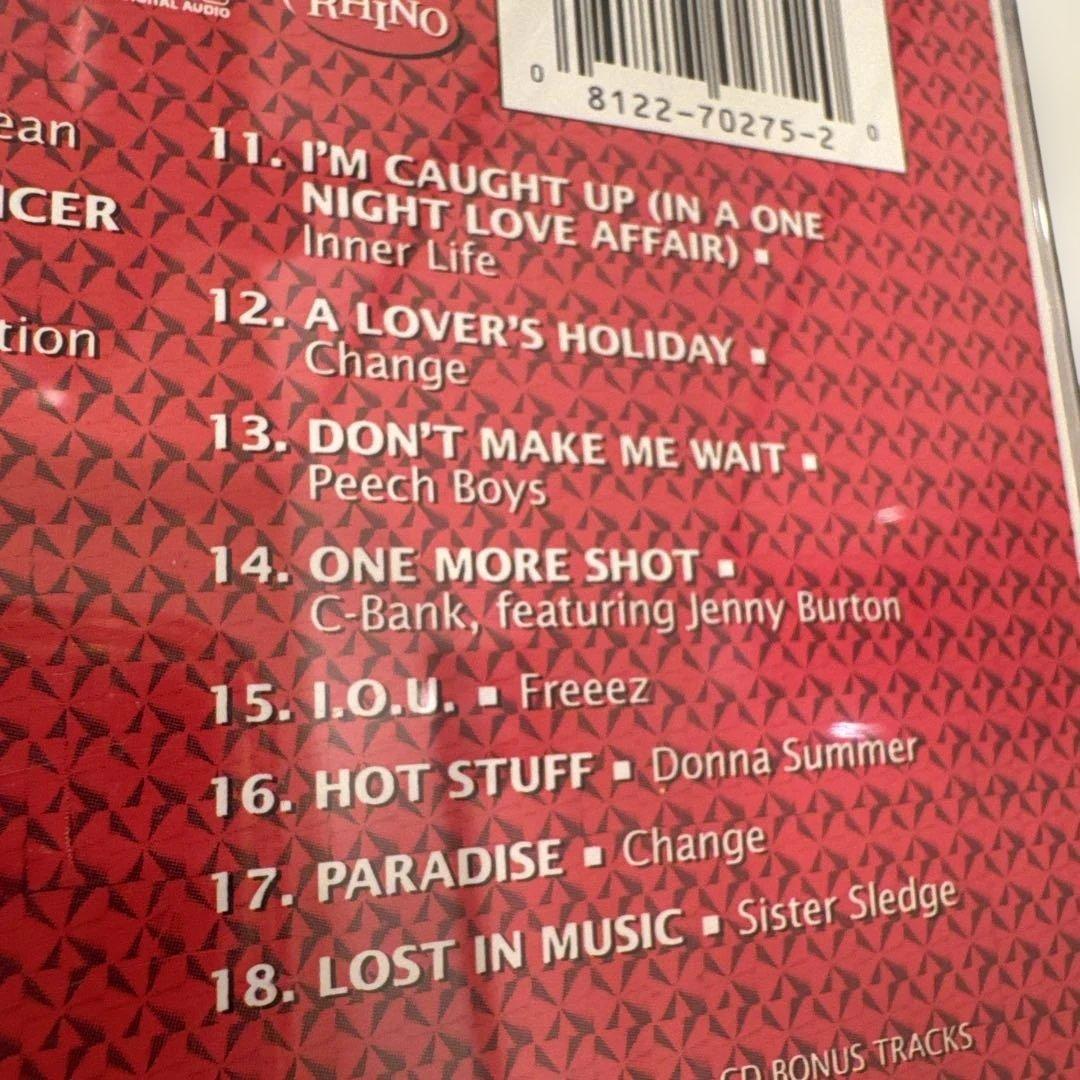 DIGITAL AUDIO
RHINO
0 8122-70275-2 0
ean
ICER
tion
11. I'M CAUGHT UP (IN A ONE
NIGHT LOVE AFFAIR) ▪
Inner Life
12. A LOVER'S HOLIDAY ▪
Change
13. DON'T MAKE ME WAIT ▪
Peech Boys
14. ONE MORE SHOT ▪
C-Bank, featuring Jenny Burton
15. I.O.U. ▪ Freeez
16. HOT STUFF ▪ Donna Summer
17. PARADISE ▪ Change
18. LOST IN MUSIC ▪ Sister Sledge
CD BONUS TRACKS